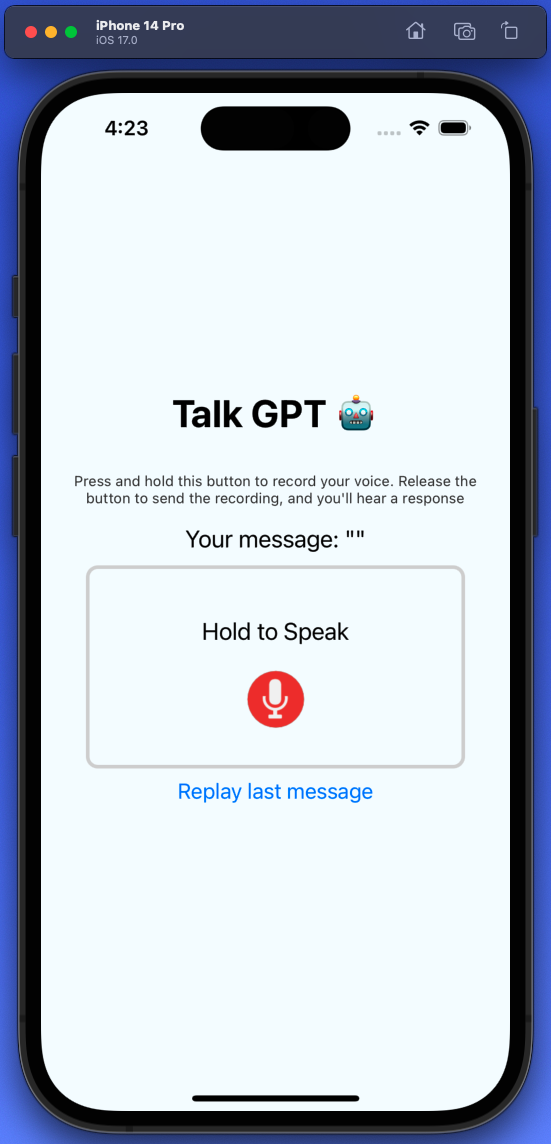 iPhone 14 Pro
iOS 17.0
4:23
Talk GPT 🤖
Press and hold this button to record your voice. Release the
button to send the recording, and you'll hear a response
Your message: ""
Hold to Speak
Replay last message